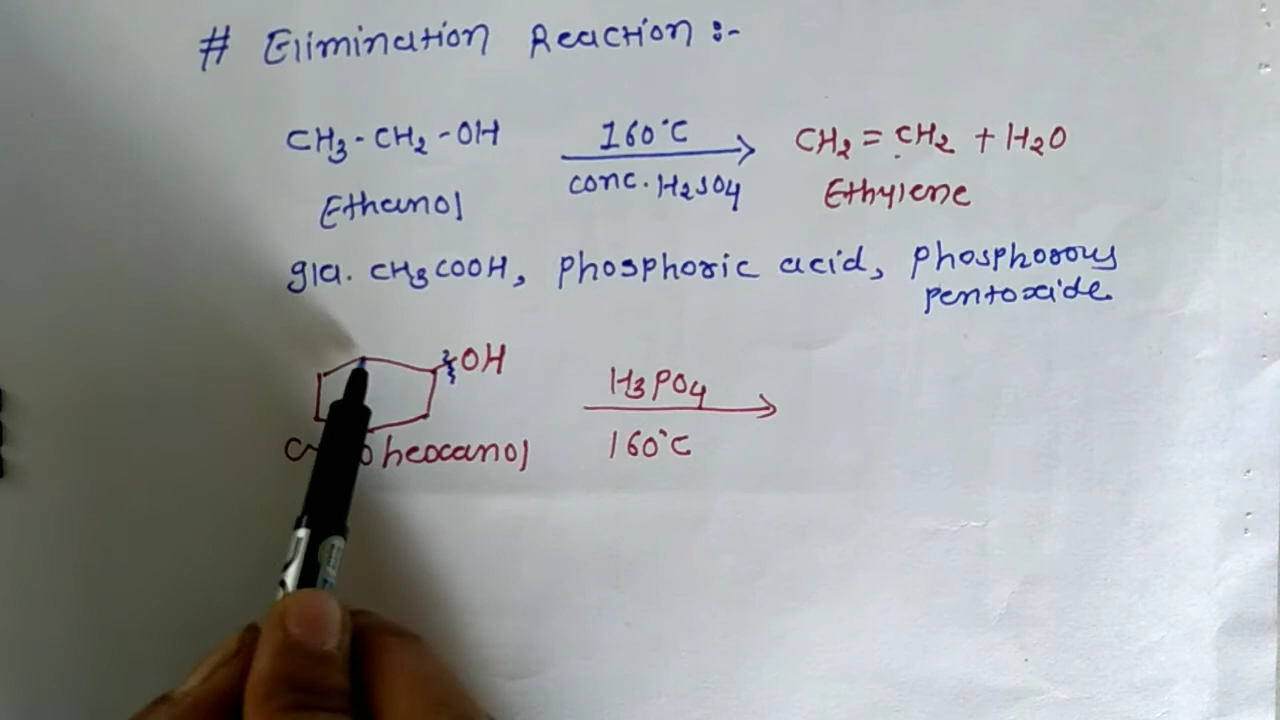 # Elimination Reaction :-
CH3-CH2-OH 160°C conc. H2SO4 CH2=CH2 + H2O
Ethanol Ethylene
gla. CH3COOH, Phosphoric acid, phosphorous
pentoxide
OH H3PO4
160°C